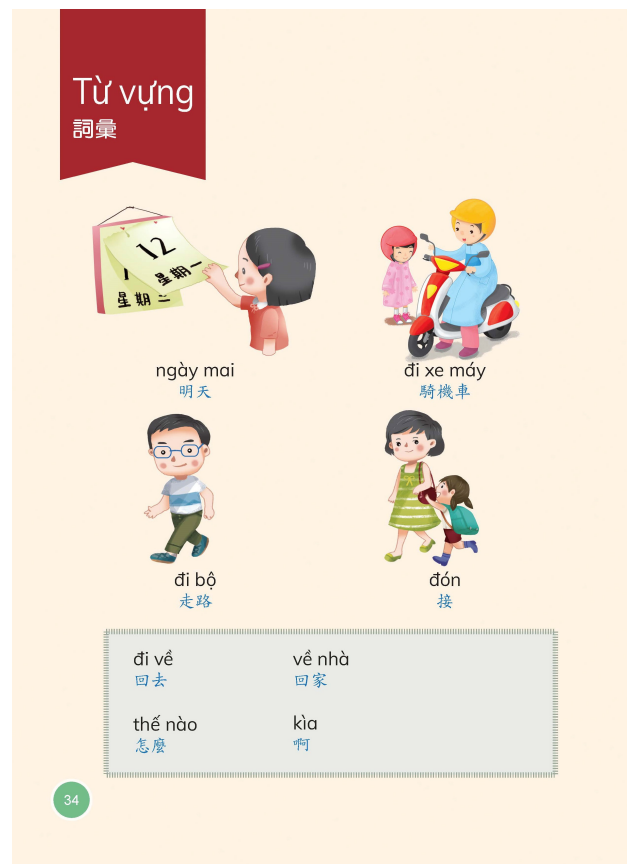 Từ vựng
詞彙
12
星期一
星期二
ngày mai
明天
đi xe máy
騎機車
đi bộ
走路
đón
接
đi về
回去
về nhà
回家
thế nào
怎麼
kìa
啊
34